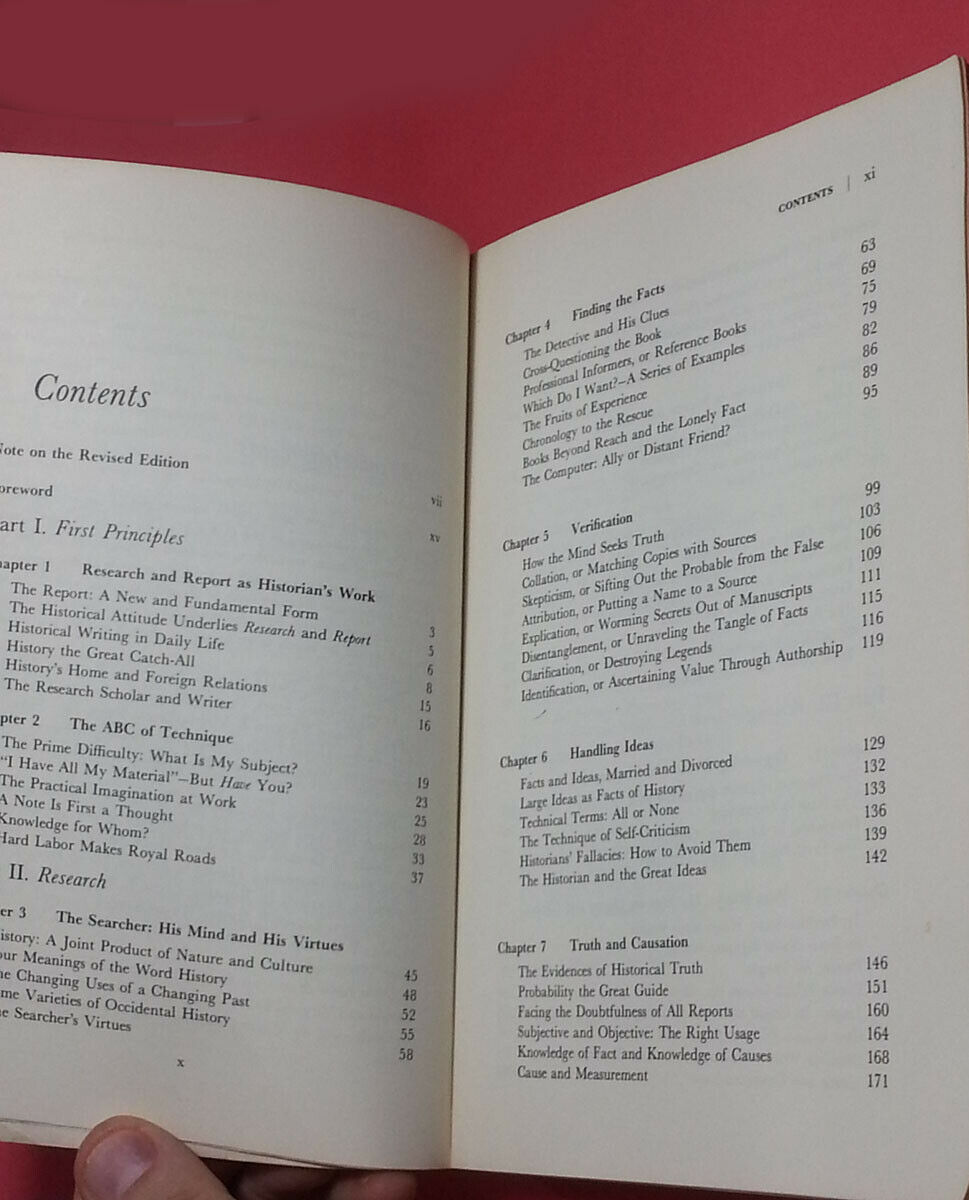 Contents
ote on the Revised Edition vii
oreword xv
art I. First Principles
hapter 1 Research and Report as Historian's Work
The Report: A New and Fundamental Form 3
The Historical Attitude Underlies Research and Report 5
Historical Writing in Daily Life 6
History the Great Catch-All 8
History's Home and Foreign Relations 15
The Research Scholar and Writer 16
pter 2 The ABC of Technique
The Prime Difficulty: What Is My Subject? 19
"I Have All My Material"—But Have You? 23
The Practical Imagination at Work 25
A Note Is First a Thought 28
Knowledge for Whom? 33
Hard Labor Makes Royal Roads 37
II. Research
er 3 The Searcher: His Mind and His Virtues
istory: A Joint Product of Nature and Culture 45
our Meanings of the Word History 48
he Changing Uses of a Changing Past 52
me Varieties of Occidental History 55
e Searcher's Virtues 58
x
CONTENTS | xi
Chapter 4 Finding the Facts
The Detective and His Clues 63
Cross-Questioning the Book 69
Professional Informers, or Reference Books 75
Which Do I Want?—A Series of Examples 79
The Fruits of Experience 82
Chronology to the Rescue 86
Books Beyond Reach and the Lonely Fact 89
The Computer: Ally or Distant Friend? 95
Chapter 5 Verification
How the Mind Seeks Truth 99
Collation, or Matching Copies with Sources 103
Skepticism, or Sifting Out the Probable from the False 106
Attribution, or Putting a Name to a Source 109
Explication, or Worming Secrets Out of Manuscripts 111
Disentanglement, or Unraveling the Tangle of Facts 115
Clarification, or Destroying Legends 116
Identification, or Ascertaining Value Through Authorship 119
Chapter 6 Handling Ideas
Facts and Ideas, Married and Divorced 129
Large Ideas as Facts of History 132
Technical Terms: All or None 133
The Technique of Self-Criticism 136
Historians' Fallacies: How to Avoid Them 139
The Historian and the Great Ideas 142
Chapter 7 Truth and Causation
The Evidences of Historical Truth 146
Probability the Great Guide 151
Facing the Doubtfulness of All Reports 160
Subjective and Objective: The Right Usage 164
Knowledge of Fact and Knowledge of Causes 168
Cause and Measurement 171